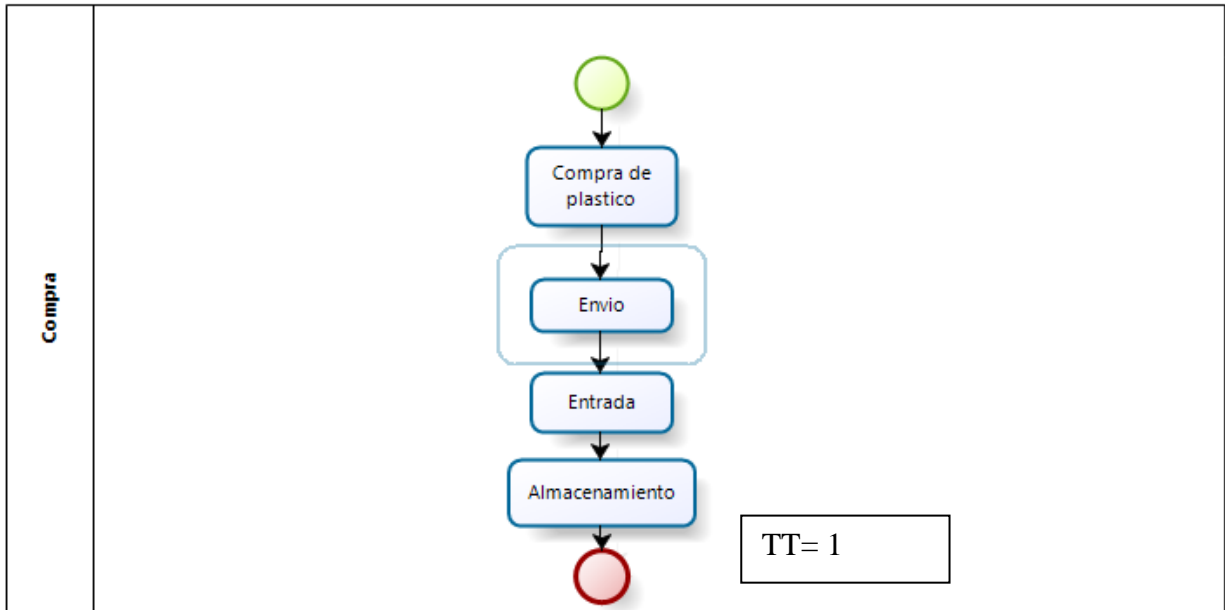 Compra
Compra de
plastico
Envio
Entrada
Almacenamiento
TT= 1